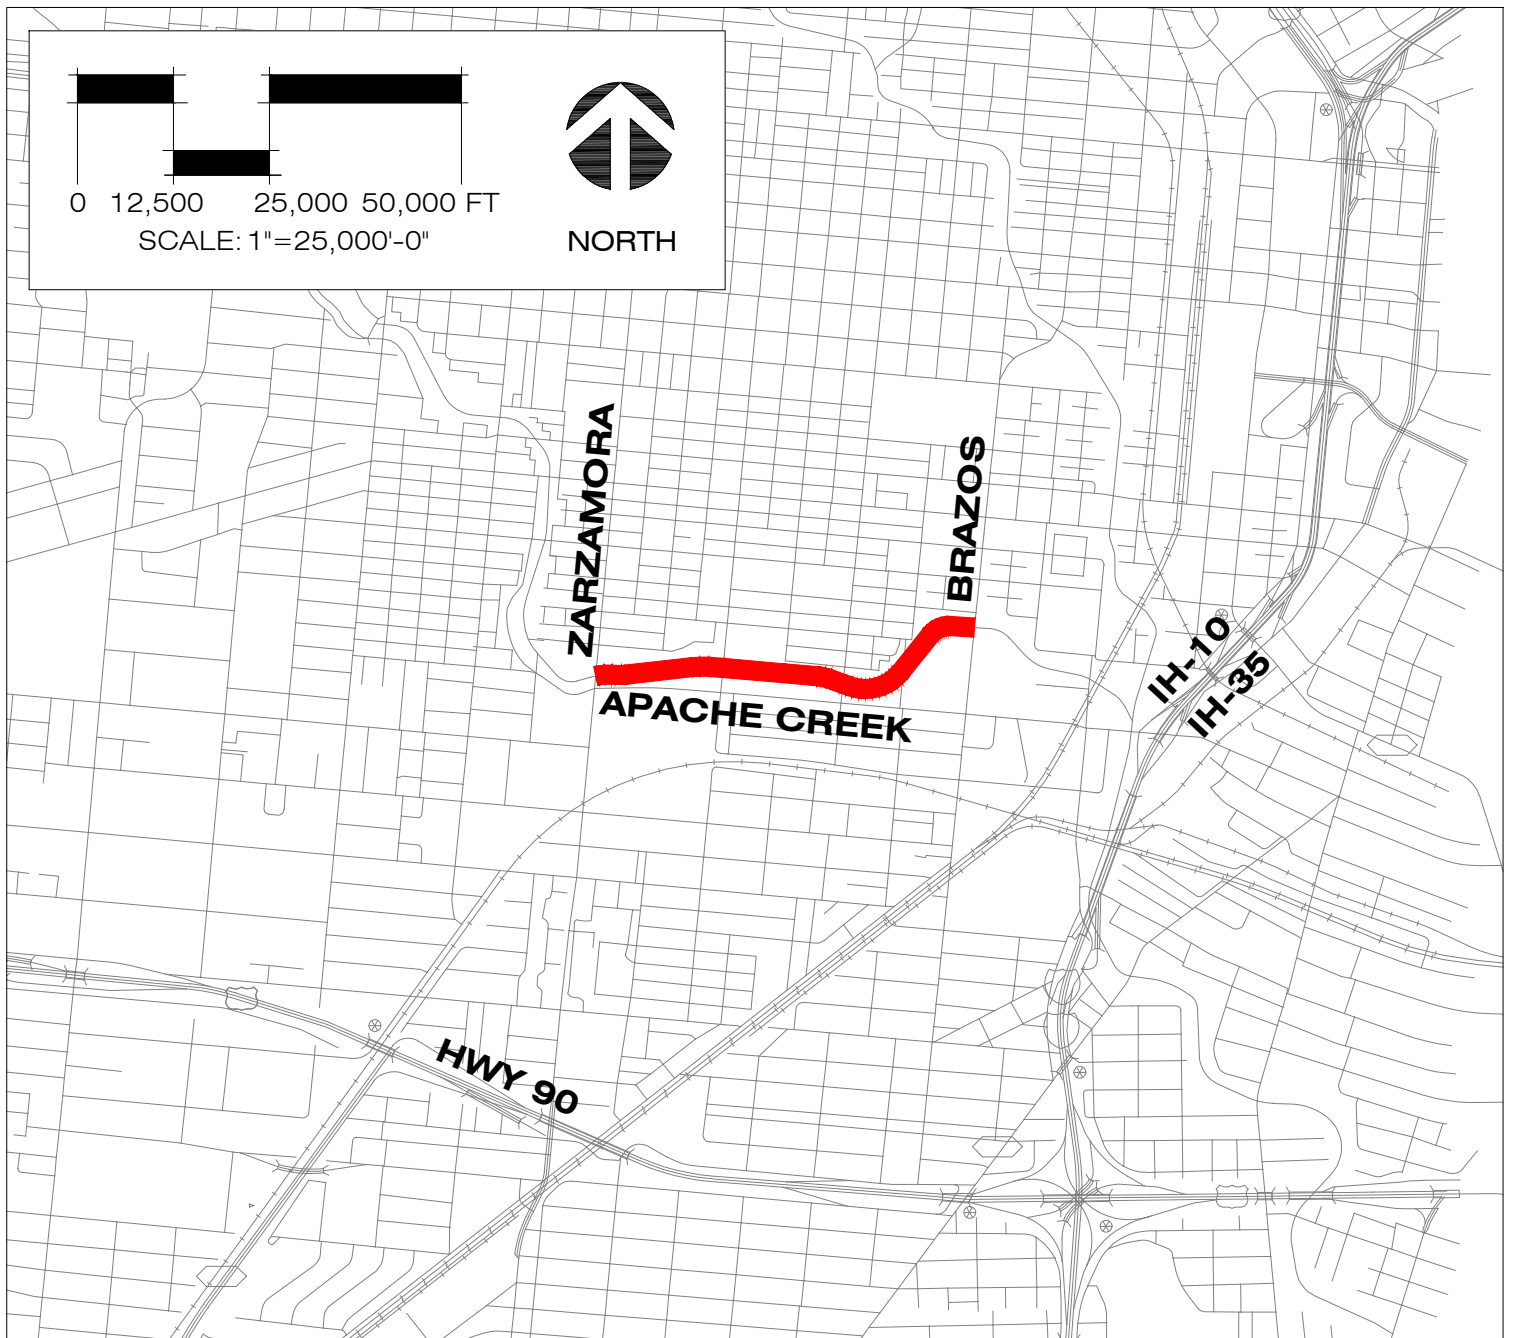 0 12,500 25,000 50,000 FT
SCALE: 1"=25,000'-0"
NORTH
ZARZAMORA
BRAZOS
APACHE CREEK
IH-10
IH-35
HWY 90